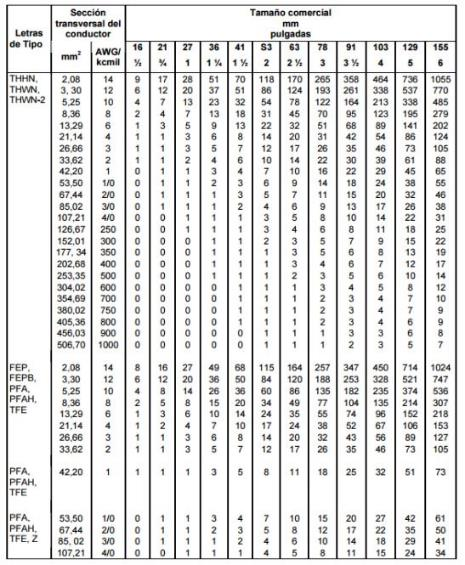 Letras de Tipo Sección transversal del conductor Tamaño comercial mm pulgadas
mm² AWG/kcmil 16 ½ 21 ¾ 27 1 36 1 ¼ 41 1 ½ S3 2 63 2 ½ 78 3 91 3 ½ 103 4 129 5 155 6
THHN, THWN, THWN-2
2,08 14 9 17 28 51 70 118 170 265 358 464 736 1055
3, 30 12 6 12 20 37 51 86 124 193 261 338 537 770
5,25 10 4 7 13 23 32 54 78 122 164 213 338 485
8,36 8 2 4 7 13 18 31 45 70 95 123 195 279
13,29 6 1 3 5 9 13 22 32 51 68 89 141 202
21,14 4 1 1 3 6 8 14 20 31 42 54 86 124
26,66 3 1 1 3 5 7 12 17 26 35 46 73 105
33,62 2 1 1 2 4 6 10 14 22 30 39 61 88
42,20 1 0 1 1 3 4 7 10 16 22 29 45 65
53,50 1/0 0 1 1 2 3 6 9 14 18 24 38 55
67,44 2/0 0 1 1 1 3 5 7 11 15 20 32 46
85,02 3/0 0 1 1 1 2 4 6 9 13 17 26 38
107,21 4/0 0 0 1 1 1 3 5 8 10 14 22 31
126,67 250 0 0 1 1 1 3 4 6 8 11 18 25
152,01 300 0 0 1 1 1 2 3 5 7 9 15 22
177, 34 350 0 0 0 1 1 1 3 5 6 8 13 19
202,68 400 0 0 0 1 1 1 3 4 6 7 12 17
253,35 500 0 0 0 1 1 1 2 3 5 6 10 14
304,02 600 0 0 0 1 1 1 1 3 4 5 8 12
354,69 700 0 0 0 0 1 1 1 2 3 4 7 10
380,02 750 0 0 0 0 1 1 1 2 3 4 7 9
405,36 800 0 0 0 0 1 1 1 2 3 4 6 9
456,03 900 0 0 0 0 0 1 1 1 3 3 6 8
506,70 1000 0 0 0 0 0 1 1 1 2 3 5 7
FEP, FEPB, PFA, PFAH, TFE
2,08 14 8 16 27 49 68 115 164 257 347 450 714 1024
3,30 12 6 12 20 36 50 84 120 188 253 328 521 747
5,25 10 4 8 14 26 36 60 86 135 182 235 374 536
8,36 8 2 5 8 15 20 34 49 77 104 135 214 307
13,29 6 1 3 6 10 14 24 35 55 74 96 152 218
21,14 4 1 2 4 7 10 17 24 38 52 67 106 153
26,66 3 1 1 3 6 8 14 20 32 43 56 89 127
33,62 2 1 1 3 5 7 12 17 26 35 46 73 105
PFA, PFAH, TFE
42,20 1 1 1 1 3 5 8 11 18 25 32 51 73
PFA, PFAH, TFE, Z
53,50 1/0 0 1 1 3 4 7 10 15 20 27 42 61
67,44 2/0 0 1 1 2 3 5 8 12 17 22 35 50
85, 02 3/0 0 1 1 1 2 4 6 10 14 18 29 41
107,21 4/0 0 0 1 1 1 4 5 8 11 15 24 34